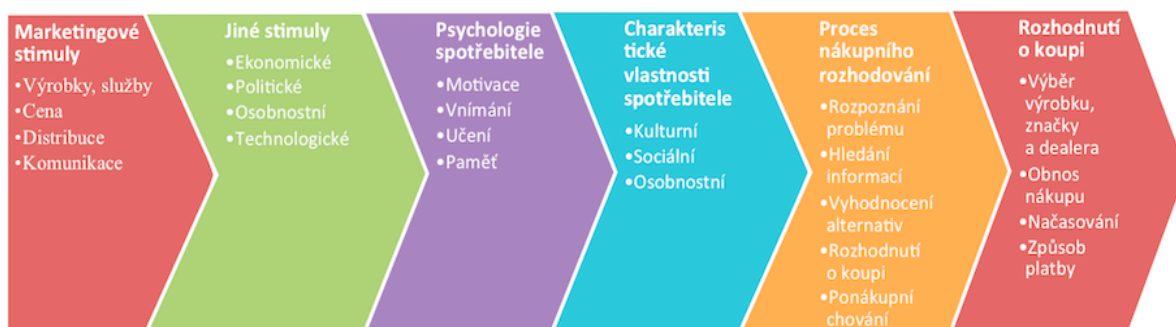 Marketingové
stimuly
•Výrobky, služby
•Cena
•Distribuce
•Komunikace
Jiné stimuly
•Ekonomické
•Politické
•Osobnostní
•Technologické
Psychologie
spotřebitele
•Motivace
•Vnímání
•Učení
•Paměť
Charakteris
tické
vlastnosti
spotřebitele
•Kulturní
•Sociální
•Osobnostní
Proces
nákupního
rozhodování
•Rozpoznání
problému
•Hledání
informací
•Vyhodnocení
alternativ
•Rozhodnutí
o koupi
•Ponákupní
chování
Rozhodnutí
o koupi
•Výběr
výrobku,
značky
a dealera
•Obnos
nákupu
•Načasování
•Způsob
platby